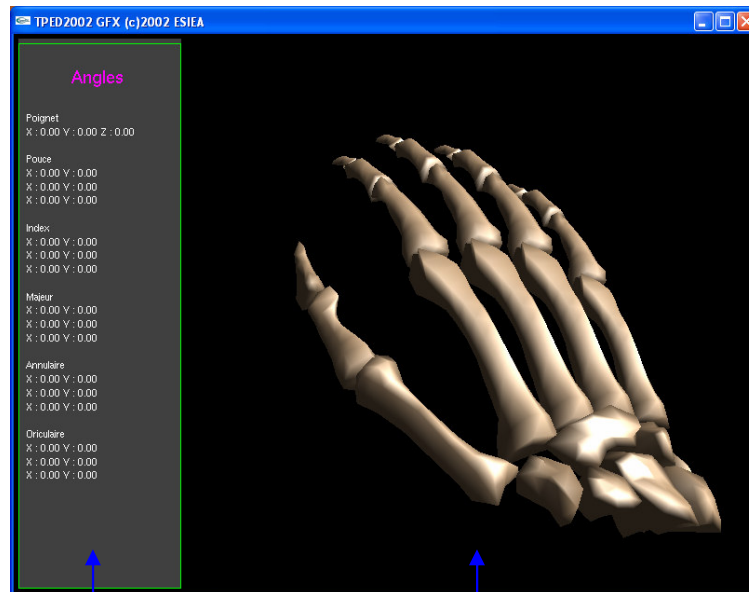 TPED2002 GFX (c)2002 ESIEA
Angles
Poignet
X : 0.00 Y : 0.00 Z : 0.00
Pouce
X : 0.00 Y : 0.00
X : 0.00 Y : 0.00
X : 0.00 Y : 0.00
Index
X : 0.00 Y : 0.00
X : 0.00 Y : 0.00
X : 0.00 Y : 0.00
Majeur
X : 0.00 Y : 0.00
X : 0.00 Y : 0.00
X : 0.00 Y : 0.00
Annulaire
X : 0.00 Y : 0.00
X : 0.00 Y : 0.00
X : 0.00 Y : 0.00
Oriculaire
X : 0.00 Y : 0.00
X : 0.00 Y : 0.00
X : 0.00 Y : 0.00